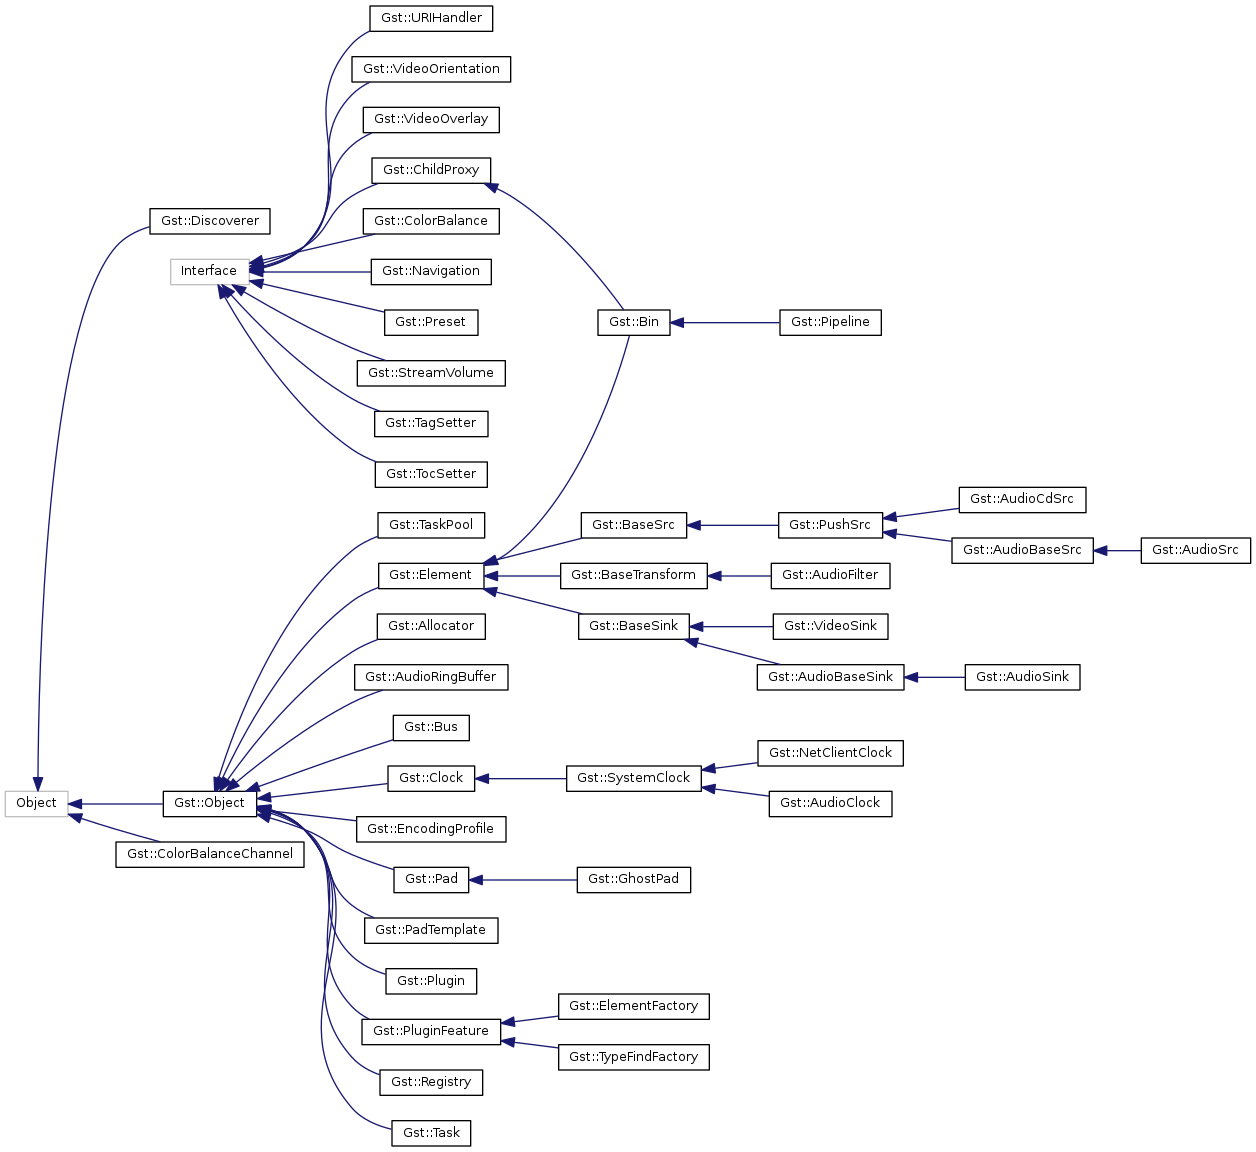 Gst::URIHandler
Gst::VideoOrientation
Gst::VideoOverlay
Gst::ChildProxy
Gst::Discoverer
Gst::ColorBalance
Interface
Gst::Navigation
Gst::Preset
Gst::Bin
Gst::Pipeline
Gst::StreamVolume
Gst::TagSetter
Gst::TocSetter
Gst::AudioCdSrc
Gst::TaskPool
Gst::BaseSrc
Gst::PushSrc
Gst::AudioBaseSrc
Gst::AudioSrc
Gst::Element
Gst::BaseTransform
Gst::AudioFilter
Gst::Allocator
Gst::BaseSink
Gst::VideoSink
Gst::AudioRingBuffer
Gst::AudioBaseSink
Gst::AudioSink
Gst::Bus
Gst::NetClientClock
Gst::Clock
Gst::SystemClock
Object
Gst::Object
Gst::AudioClock
Gst::EncodingProfile
Gst::ColorBalanceChannel
Gst::Pad
Gst::GhostPad
Gst::PadTemplate
Gst::Plugin
Gst::ElementFactory
Gst::PluginFeature
Gst::TypeFindFactory
Gst::Registry
Gst::Task